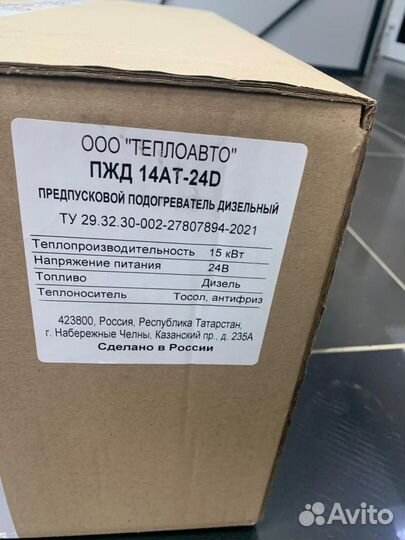 ООО "ТЕПЛОАВТО"
ПЖД 14АТ-24D
ПРЕДПУСКОВОЙ ПОДОГРЕВАТЕЛЬ ДИЗЕЛЬНЫЙ
ТУ 29.32.30-002-27807894-2021
Теплопроизводительность 15 кВт
Напряжение питания 24В
Топливо Дизель
Теплоноситель Тосол, антифриз
423800, Россия, Республика Татарстан,
г. Набережные Челны, Казанский пр., д. 235А
Сделано в России
Avito